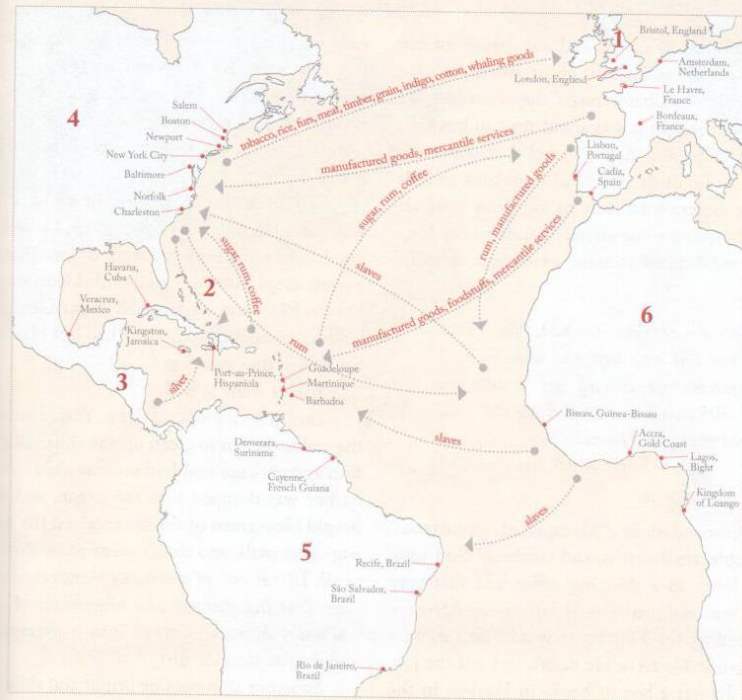 1
Bristol, England
Amsterdam,
Netherlands
London, England
Le Havre,
France
Bordeaux,
France
tobacco, rice, furs, meat, timber, grain, indigo, cotton, whaling goods
4
Salem
Boston
Newport
New York City
Baltimore
Norfolk
Charleston
manufactured goods, mercantile services
Lisbon,
Portugal
Cadiz,
Spain
sugar, rum, coffee
rum, manufactured goods
slaves
manufactured goods, foodstuffs, mercantile services
sugar rum, coffee
2
Havana,
Cuba
Veracruz,
Mexico
Kingston,
Jamaica
6
3
silver
Port-au-Prince,
Hispaniola
rum
Guadeloupe
Martinique
Barbados
Bissau, Guinea-Bissau
slaves
Accra,
Gold Coast
Lagos,
Bight
Demarara,
Suriname
Cayenne,
French Guiana
Kingdom
of Loango
slaves
5
Recife, Brazil
São Salvador,
Brazil
Rio de Janeiro,
Brazil